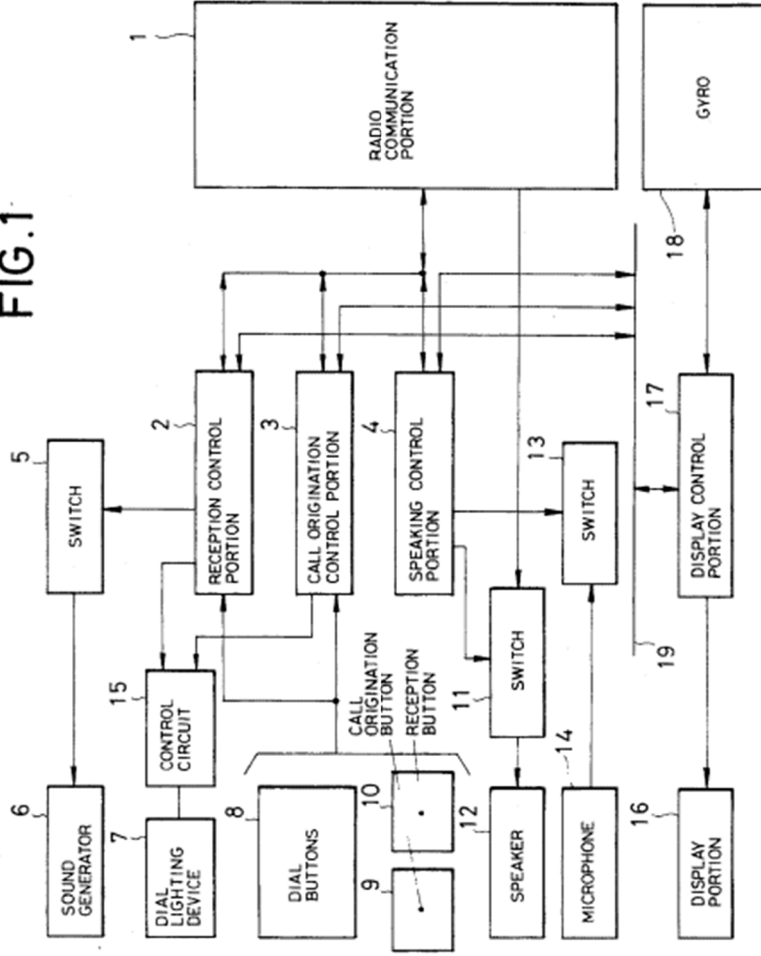 FIG.1
5
SWITCH
6
SOUND
GENERATOR
1
RADIO
COMMUNICATION
PORTION
2
RECEPTION CONTROL
PORTION
15
CONTROL
CIRCUIT
7
DIAL
LIGHTING
DEVICE
3
CALL ORIGINATION
CONTROL PORTION
8
DIAL
BUTTONS
4
SPEAKING CONTROL
PORTION
CALL
ORIGINATION
BUTTON
RECEPTION
BUTTON
10
9
11
SWITCH
12
SPEAKER
13
SWITCH
14
MICROPHONE
19
18
GYRO
17
DISPLAY CONTROL
PORTION
16
DISPLAY
PORTION